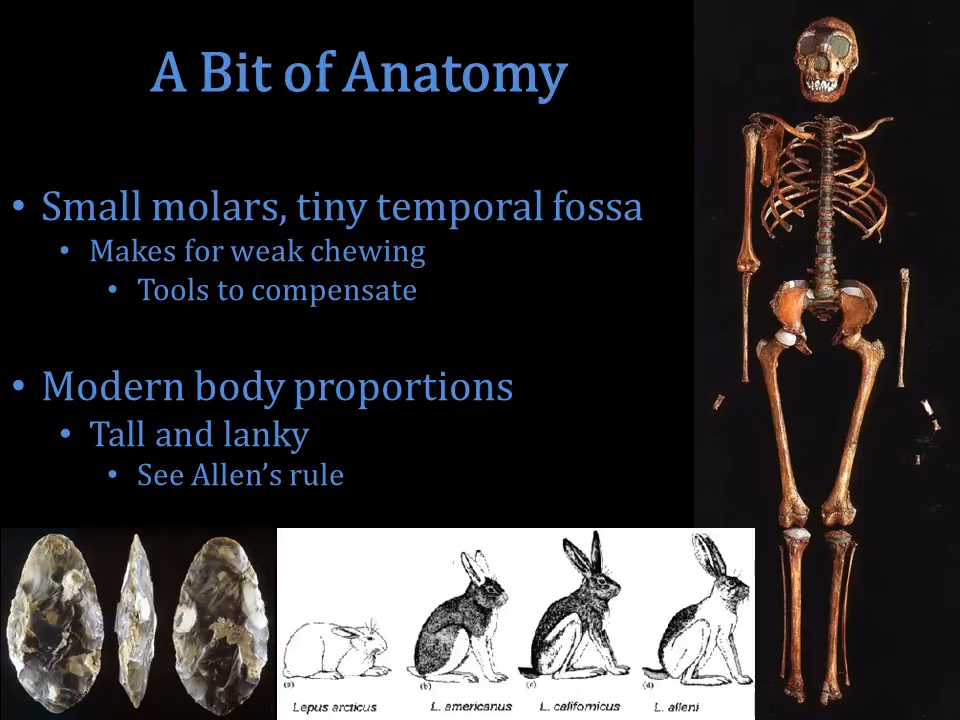 A Bit of Anatomy
• Small molars, tiny temporal fossa
• Makes for weak chewing
• Tools to compensate
• Modern body proportions
• Tall and lanky
• See Allen’s rule
(a) (b) (c) (d)
Lepus arcticus L. americanus L. californicus L. alleni